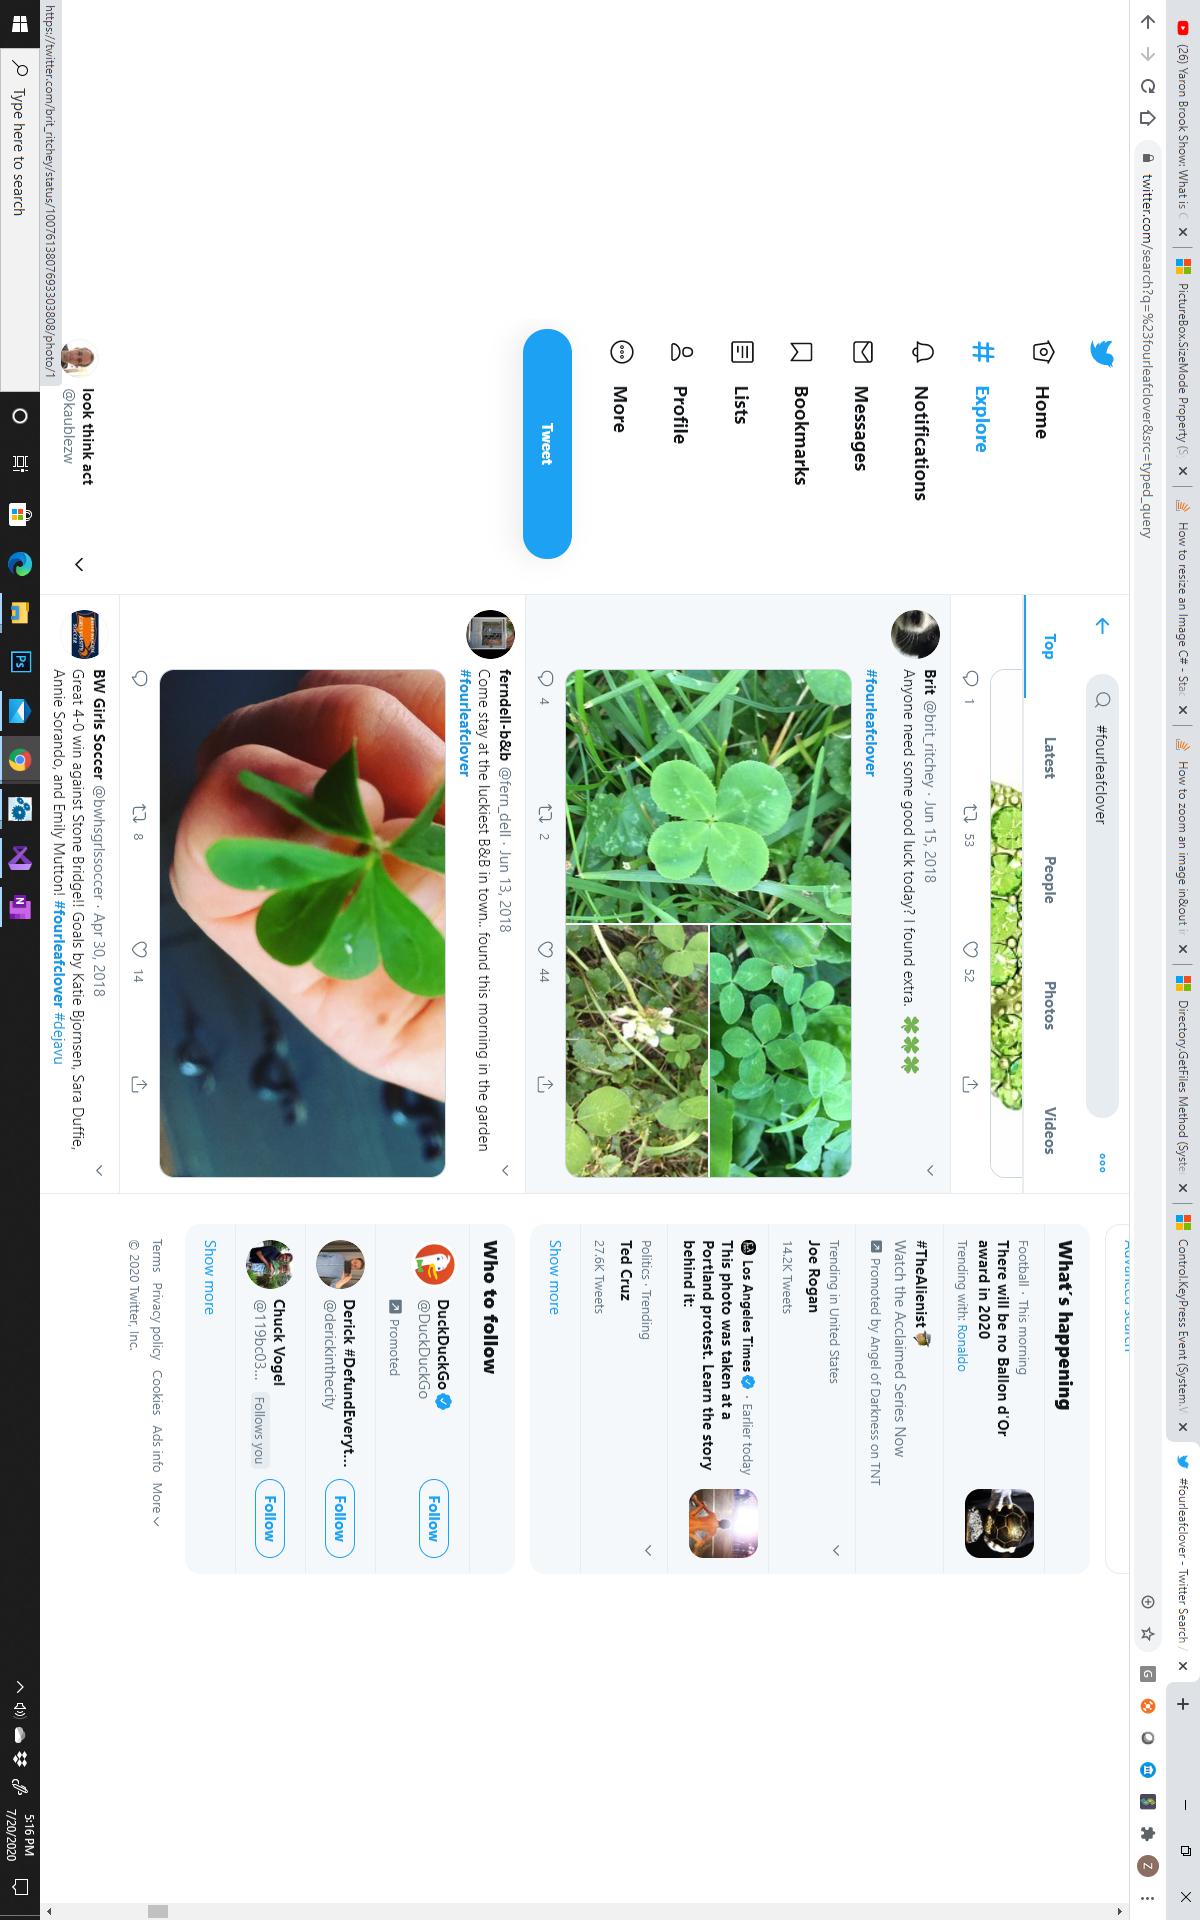 (26) Yaron Brook Show: What is
PictureBox.SizeMode Property (S
How to resize an Image C# - Stac
How to zoom an image in&out i
Directory.GetFiles Method (Syste
Control.KeyPress Event (System.
#fourleafclover - Twitter Search /
twitter.com/search?q=%23fourleafclover&src=typed_query
Home
Explore
Notifications
Messages
Bookmarks
Lists
Profile
More
Tweet
look think act
@kaublezw
#fourleafclover
Top
Latest
People
Photos
Videos
1
53
52
Brit @brit_ritchey · Jun 15, 2018
Anyone need some good luck today? I found extra. 🍀🍀🍀
#fourleafclover
4
2
44
ferndell-b&b @fern_dell · Jun 13, 2018
Come stay at the luckiest B&B in town.. found this morning in the garden
#fourleafclover
8
14
BW Girls Soccer @bwhsgrlssoccer · Apr 30, 2018
Great 4-0 win against Stone Bridge!! Goals by Katie Bjornsen, Sara Duffie,
Annie Sorando, and Emily Mutton! #fourleafclover #dejavu
Advanced search
What's happening
Football · This morning
There will be no Ballon d'Or
award in 2020
Trending with: Ronaldo
#TheAlienist
Watch the Acclaimed Series Now
Promoted by Angel of Darkness on TNT
Trending in United States
Joe Rogan
14.2K Tweets
Los Angeles Times · Earlier today
This photo was taken at a
Portland protest. Learn the story
behind it:
Politics · Trending
Ted Cruz
27.6K Tweets
Show more
Who to follow
DuckDuckGo
@DuckDuckGo
Follow
Promoted
Derick #DefundEveryt...
@derickinthecity
Follow
Chuck Vogel
@119bc03... Follows you
Follow
Show more
Terms Privacy policy Cookies Ads info More
© 2020 Twitter, Inc.
https://twitter.com/brit_ritchey/status/1007613807693303808/photo/1
Type here to search
5:16 PM
7/20/2020